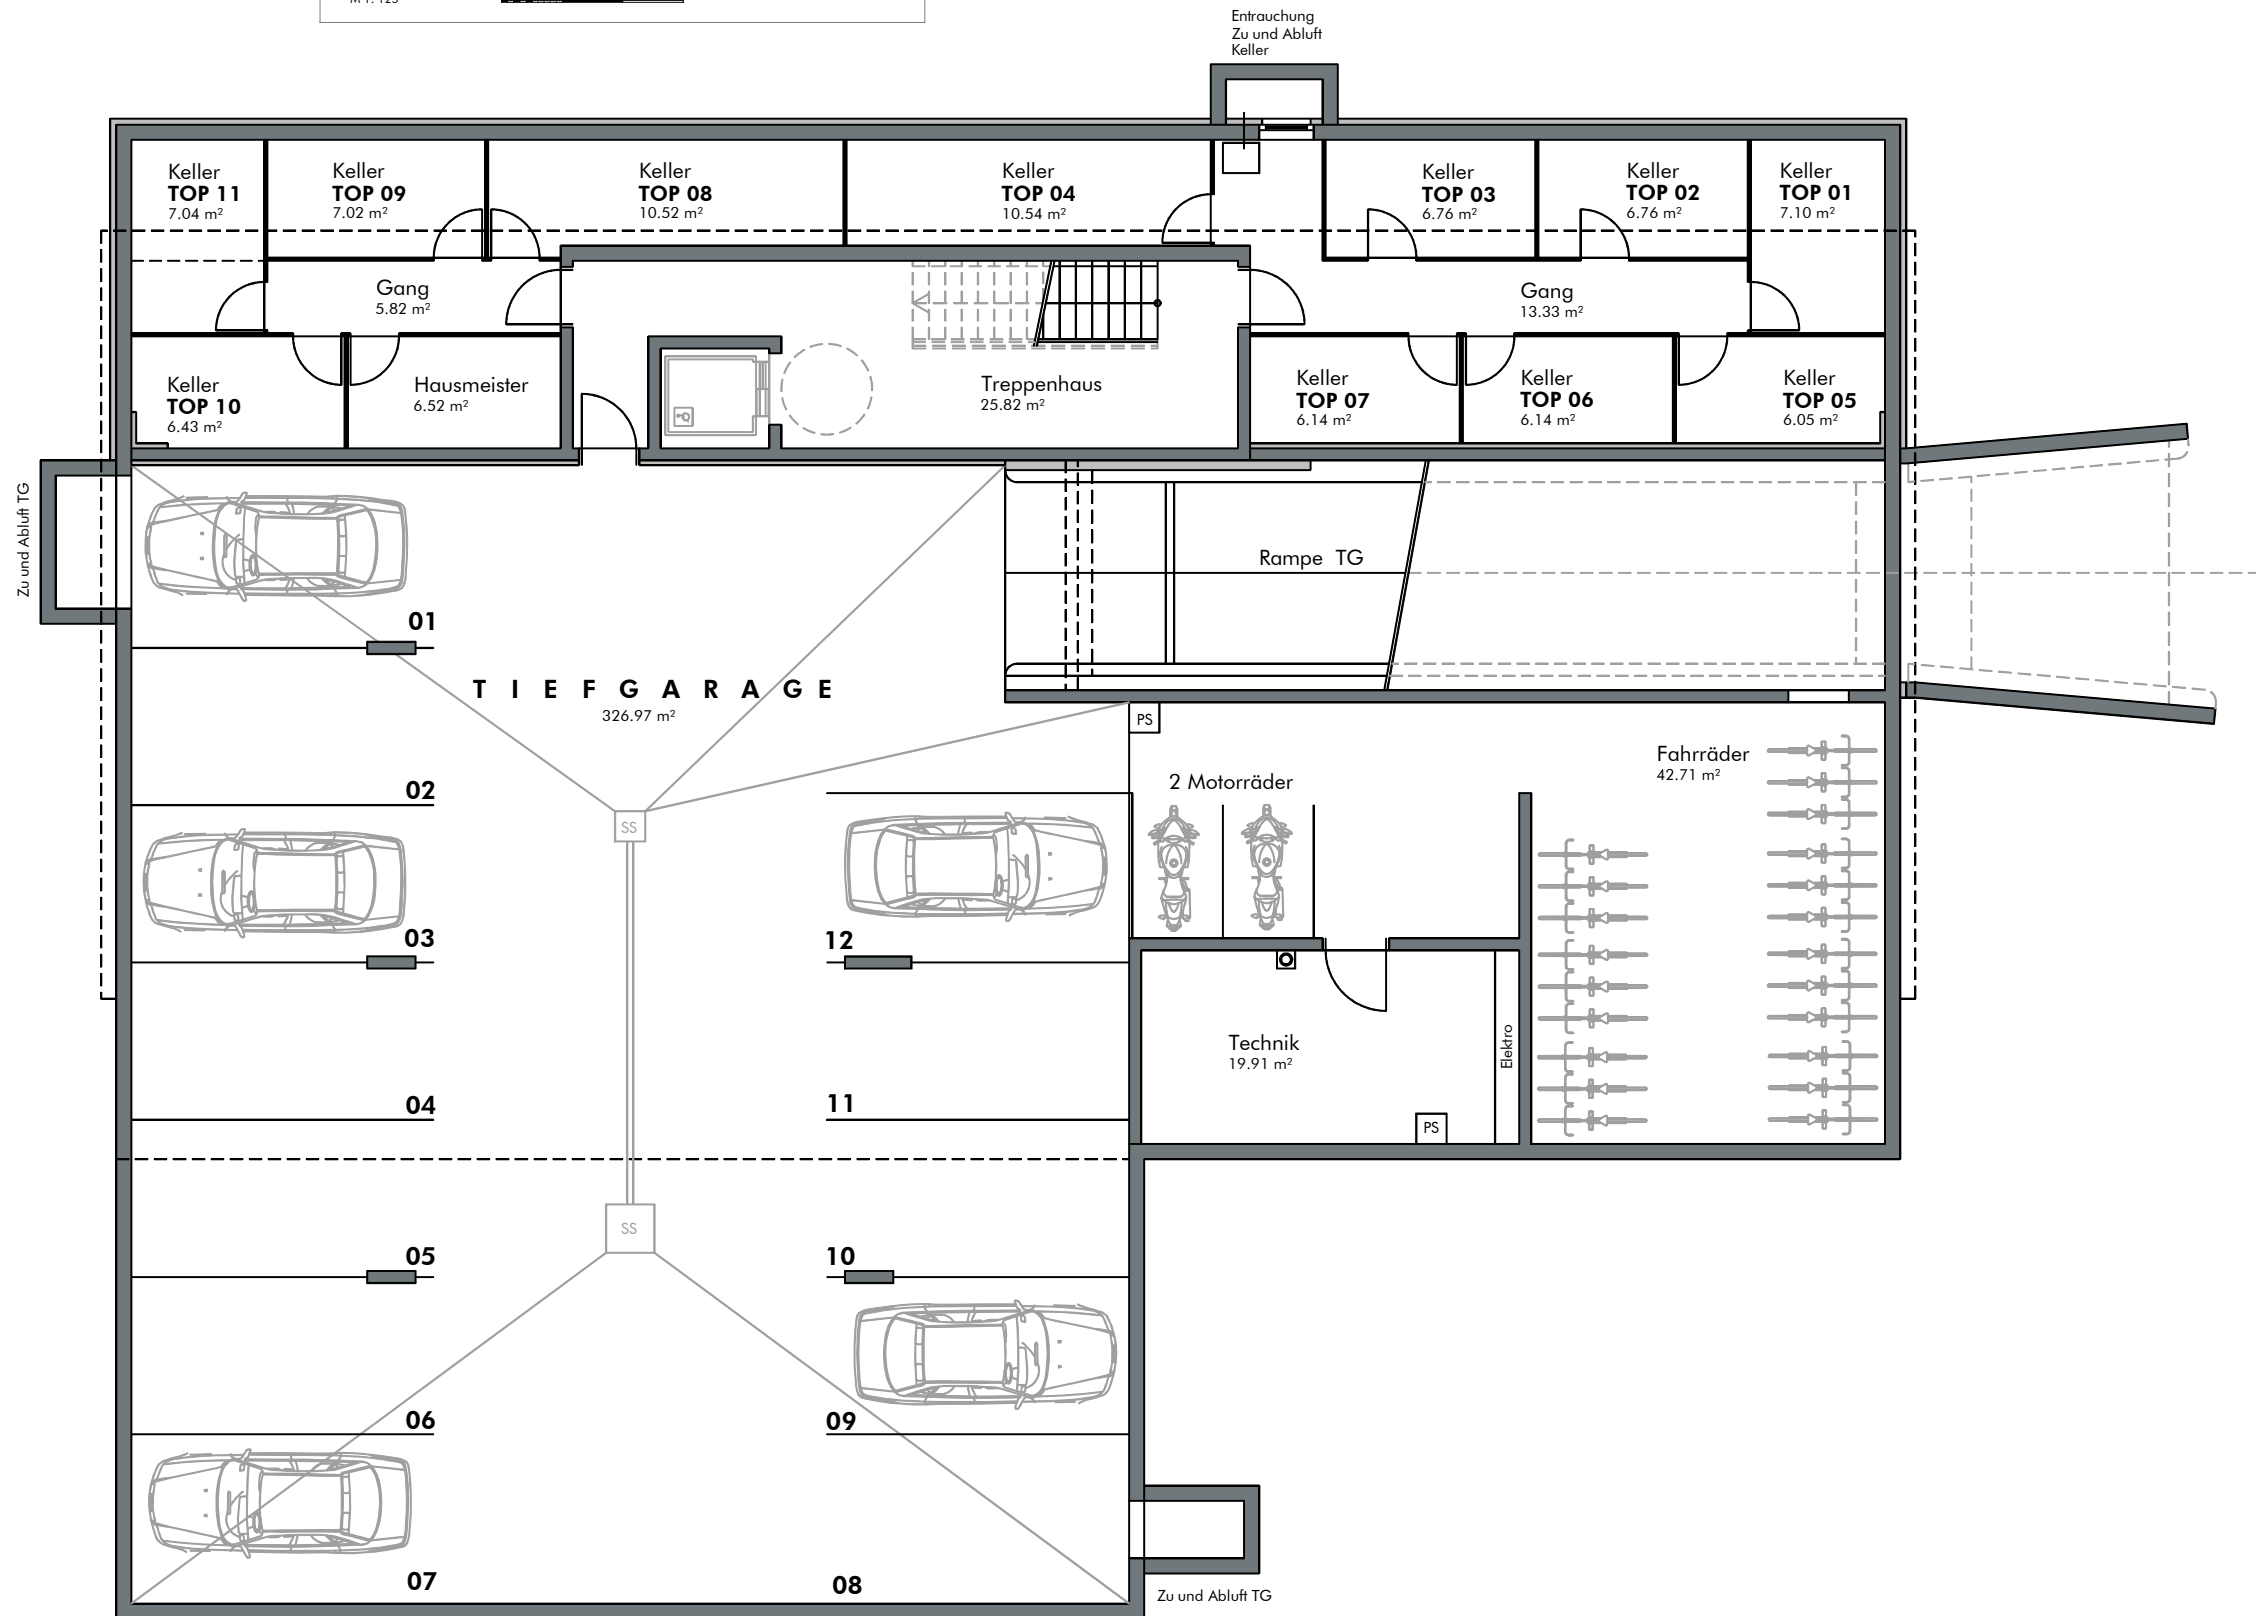 M 1: 125
Entrauchung
Zu und Abluft
Keller
Keller
TOP 11
7.04 m²
Keller
TOP 09
7.02 m²
Keller
TOP 08
10.52 m²
Keller
TOP 04
10.54 m²
Keller
TOP 03
6.76 m²
Keller
TOP 02
6.76 m²
Keller
TOP 01
7.10 m²
Gang
5.82 m²
Gang
13.33 m²
Keller
TOP 10
6.43 m²
Hausmeister
6.52 m²
Treppenhaus
25.82 m²
Keller
TOP 07
6.14 m²
Keller
TOP 06
6.14 m²
Keller
TOP 05
6.05 m²
Zu und Abluft TG
Rampe TG
01
TIEFGARAGE
326.97 m²
PS
Fahrräder
42.71 m²
2 Motorräder
02
SS
03
12
Technik
19.91 m²
Elektro
PS
04
11
SS
05
10
06
09
07
08
Zu und Abluft TG